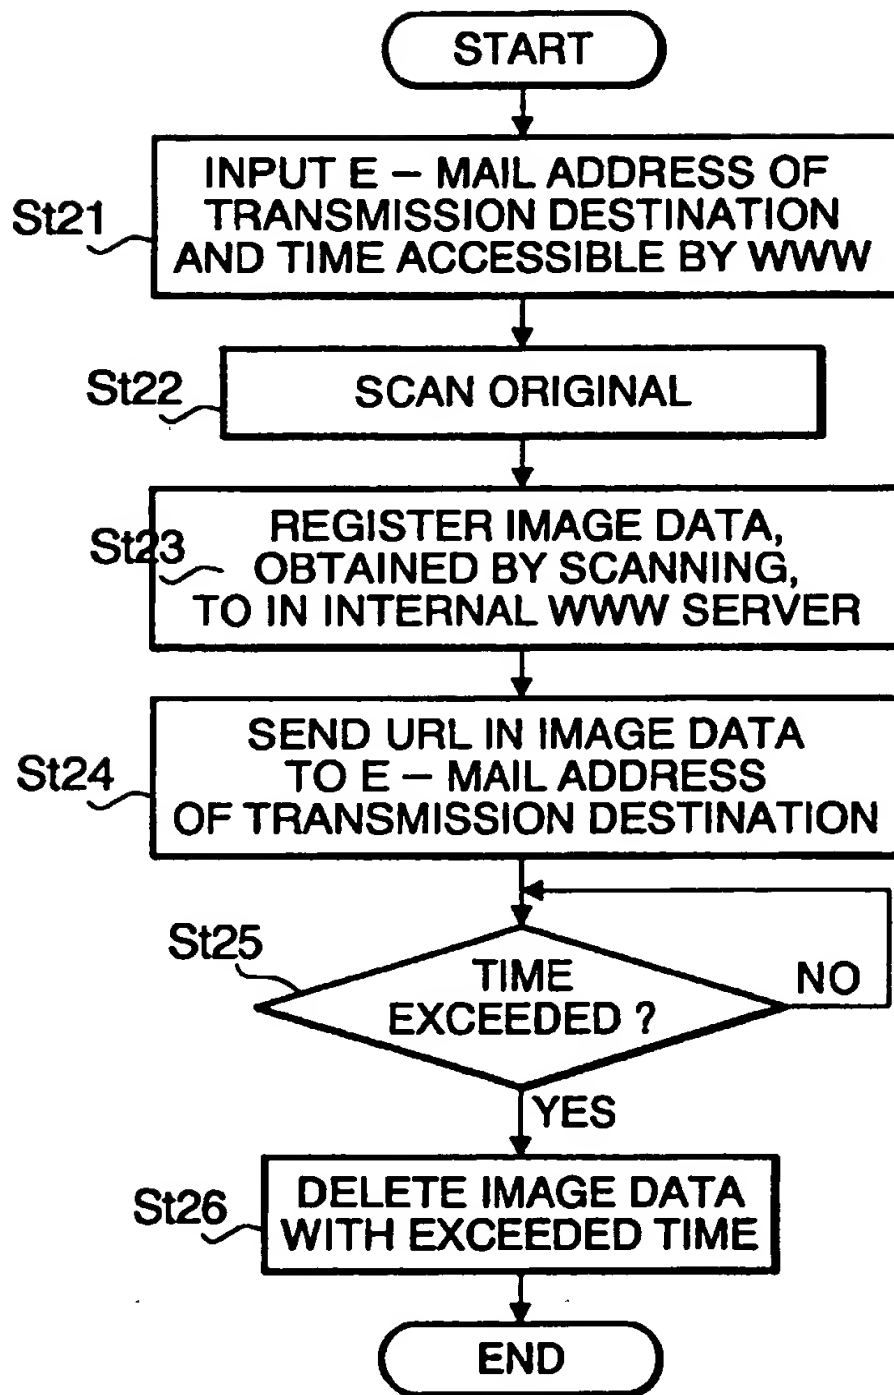 START
St21
INPUT E – MAIL ADDRESS OF
TRANSMISSION DESTINATION
AND TIME ACCESSIBLE BY WWW
St22
SCAN ORIGINAL
St23
REGISTER IMAGE DATA,
OBTAINED BY SCANNING,
TO IN INTERNAL WWW SERVER
St24
SEND URL IN IMAGE DATA
TO E – MAIL ADDRESS
OF TRANSMISSION DESTINATION
St25
TIME
EXCEEDED ?
NO
YES
St26
DELETE IMAGE DATA
WITH EXCEEDED TIME
END